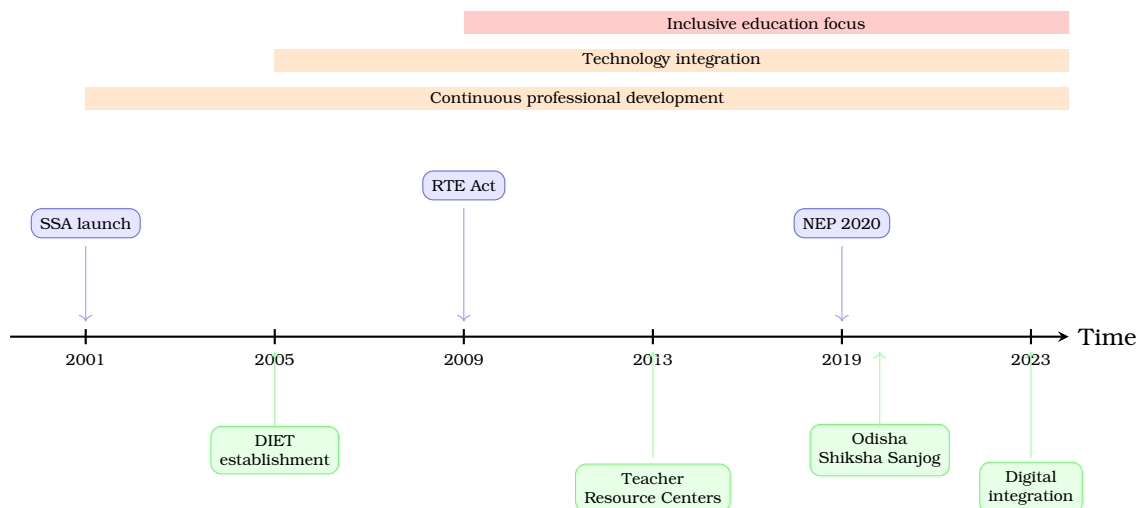 Inclusive education focus
Technology integration
Continuous professional development
RTE Act
SSA launch
NEP 2020
Time
2001
2005
2009
2013
2019
2023
DIET
establishment
Odisha
Shiksha Sanjog
Teacher
Resource Centers
Digital
integration